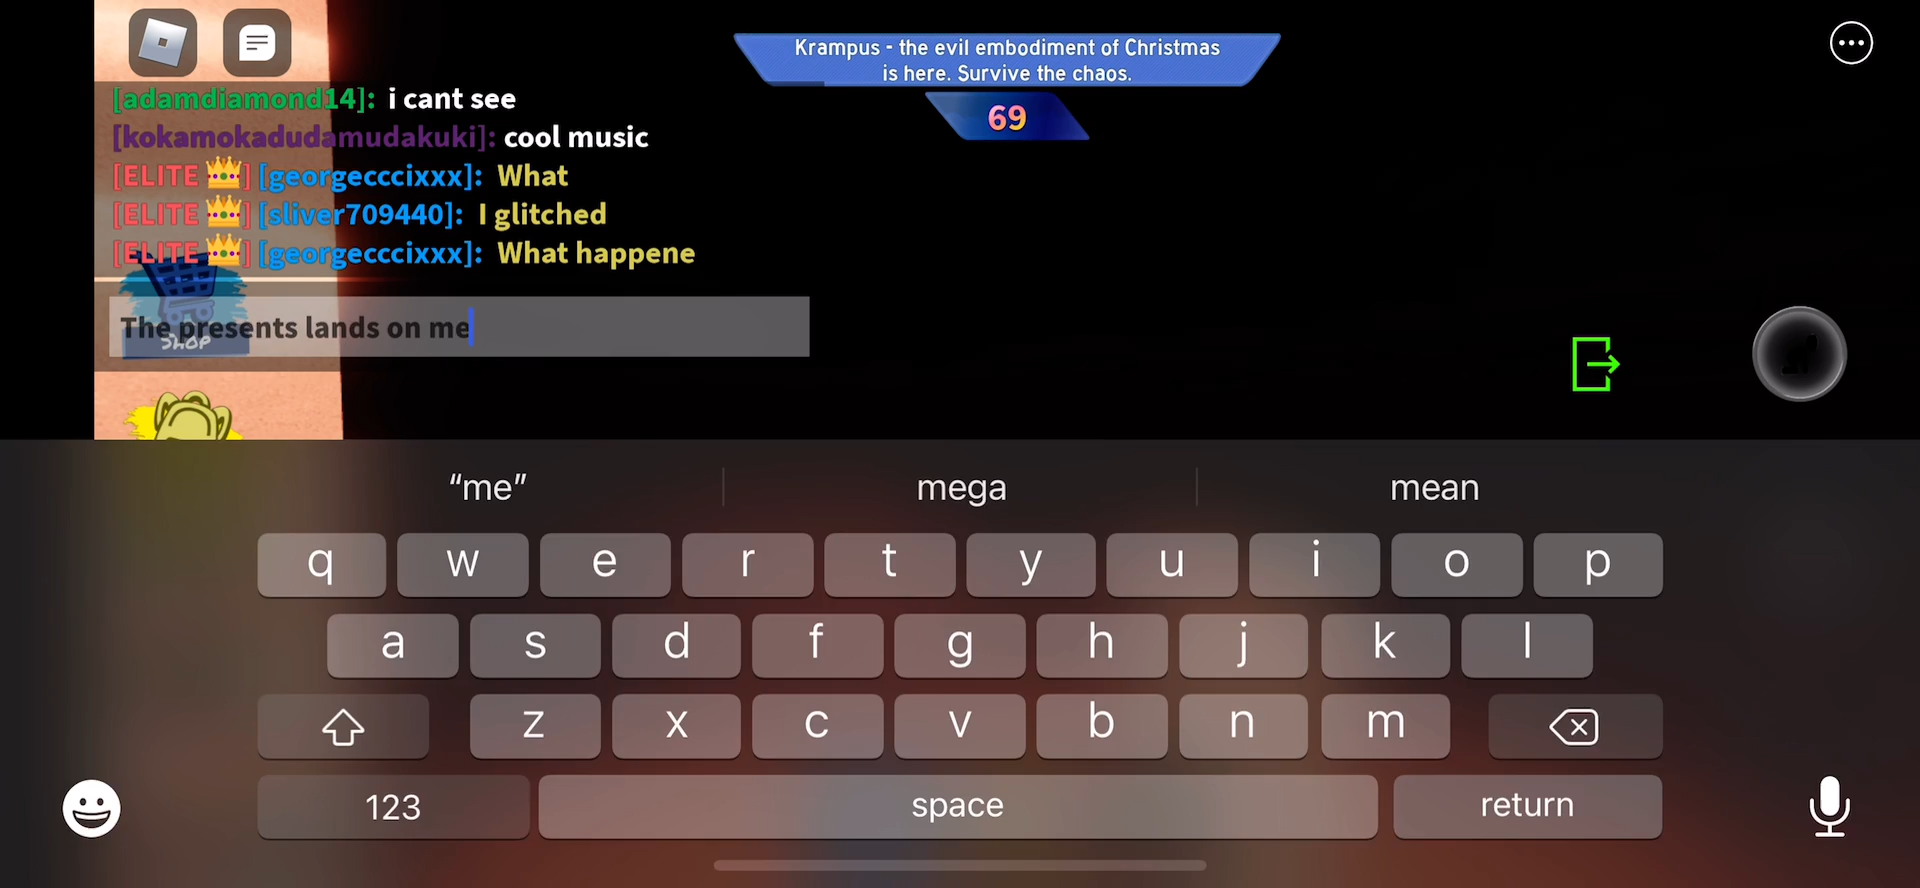 Krampus - the evil embodiment of Christmas
is here. Survive the chaos.
69
[adamdiamond14]: i cant see
[kokamokadudamudakuki]: cool music
[ELITE 👑] [georgecccixxx]: What
[ELITE 👑] [sliver709440]: I glitched
[ELITE 👑] [georgecccixxx]: What happene
The presents lands on me
SHOP
“me” mega mean
q w e r t y u i o p
a s d f g h j k l
z x c v b n m
123 space return